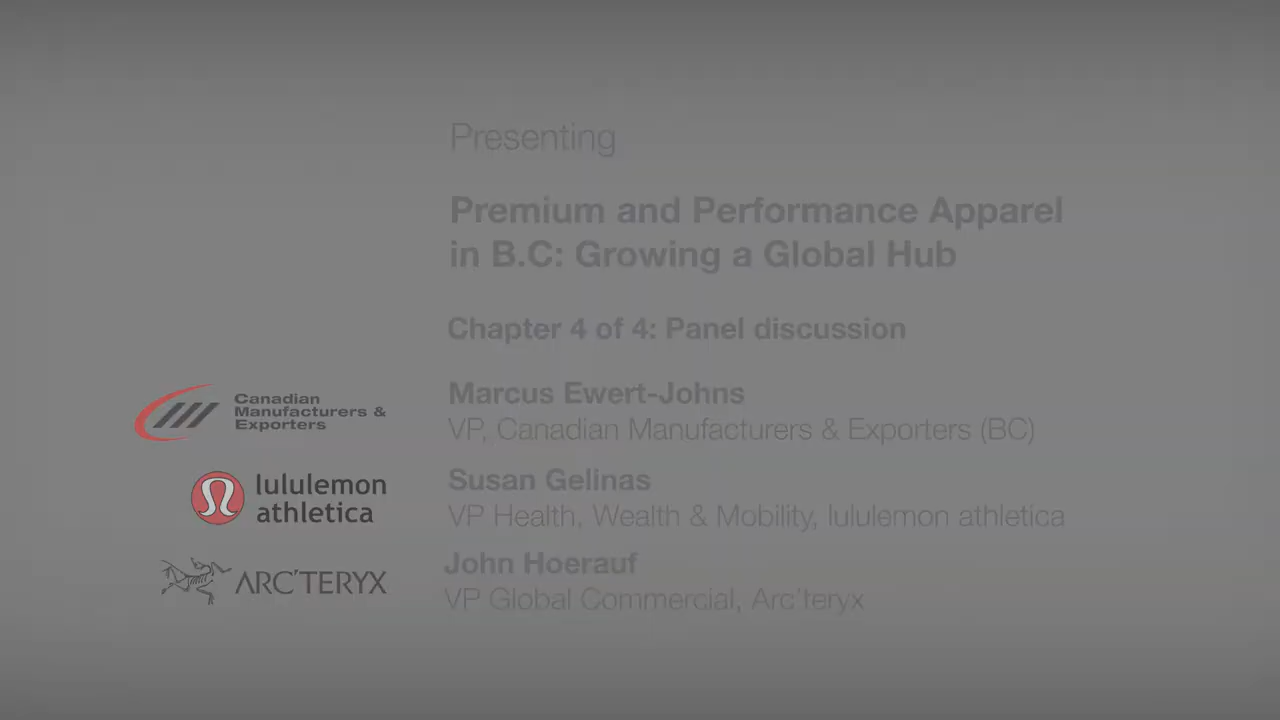 Presenting
Premium and Performance Apparel
in B.C: Growing a Global Hub
Chapter 4 of 4: Panel discussion
Canadian
Manufacturers &
Exporters
Marcus Ewert-Johns
VP, Canadian Manufacturers & Exporters (BC)
lululemon
athletica
Susan Gelinas
VP Health, Wealth & Mobility, lululemon athletica
ARC'TERYX
John Hoerauf
VP Global Commercial, Arc'teryx